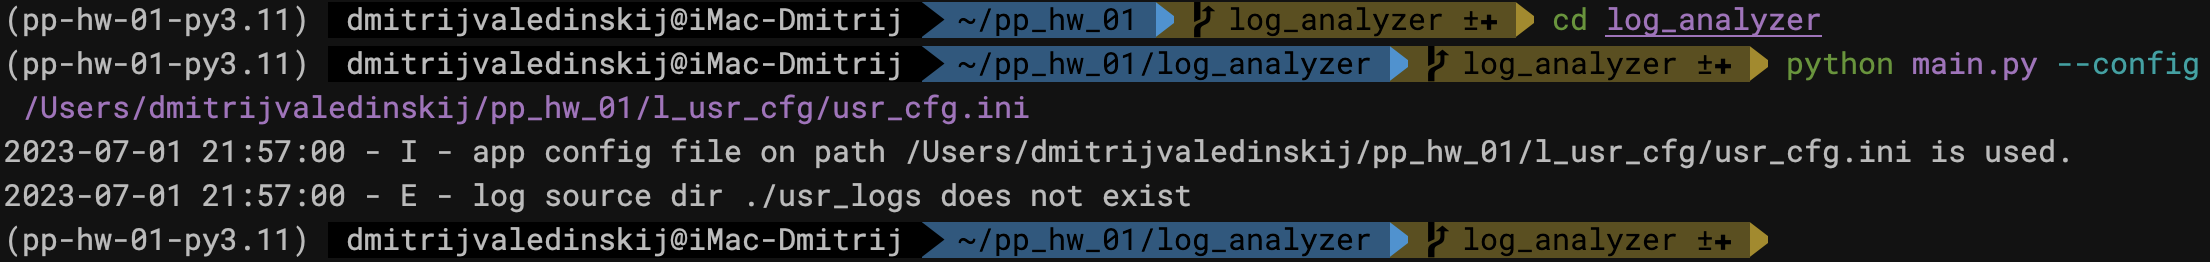 (pp-hw-01-py3.11) dmitrijvaledinskij@iMac-Dmitrij ~/pp_hw_01 log_analyzer ±✚ cd log_analyzer
(pp-hw-01-py3.11) dmitrijvaledinskij@iMac-Dmitrij ~/pp_hw_01/log_analyzer log_analyzer ±✚ python main.py --config
/Users/dmitrijvaledinskij/pp_hw_01/l_usr_cfg/usr_cfg.ini
2023-07-01 21:57:00 - I - app config file on path /Users/dmitrijvaledinskij/pp_hw_01/l_usr_cfg/usr_cfg.ini is used.
2023-07-01 21:57:00 - E - log source dir ./usr_logs does not exist
(pp-hw-01-py3.11) dmitrijvaledinskij@iMac-Dmitrij ~/pp_hw_01/log_analyzer log_analyzer ±✚